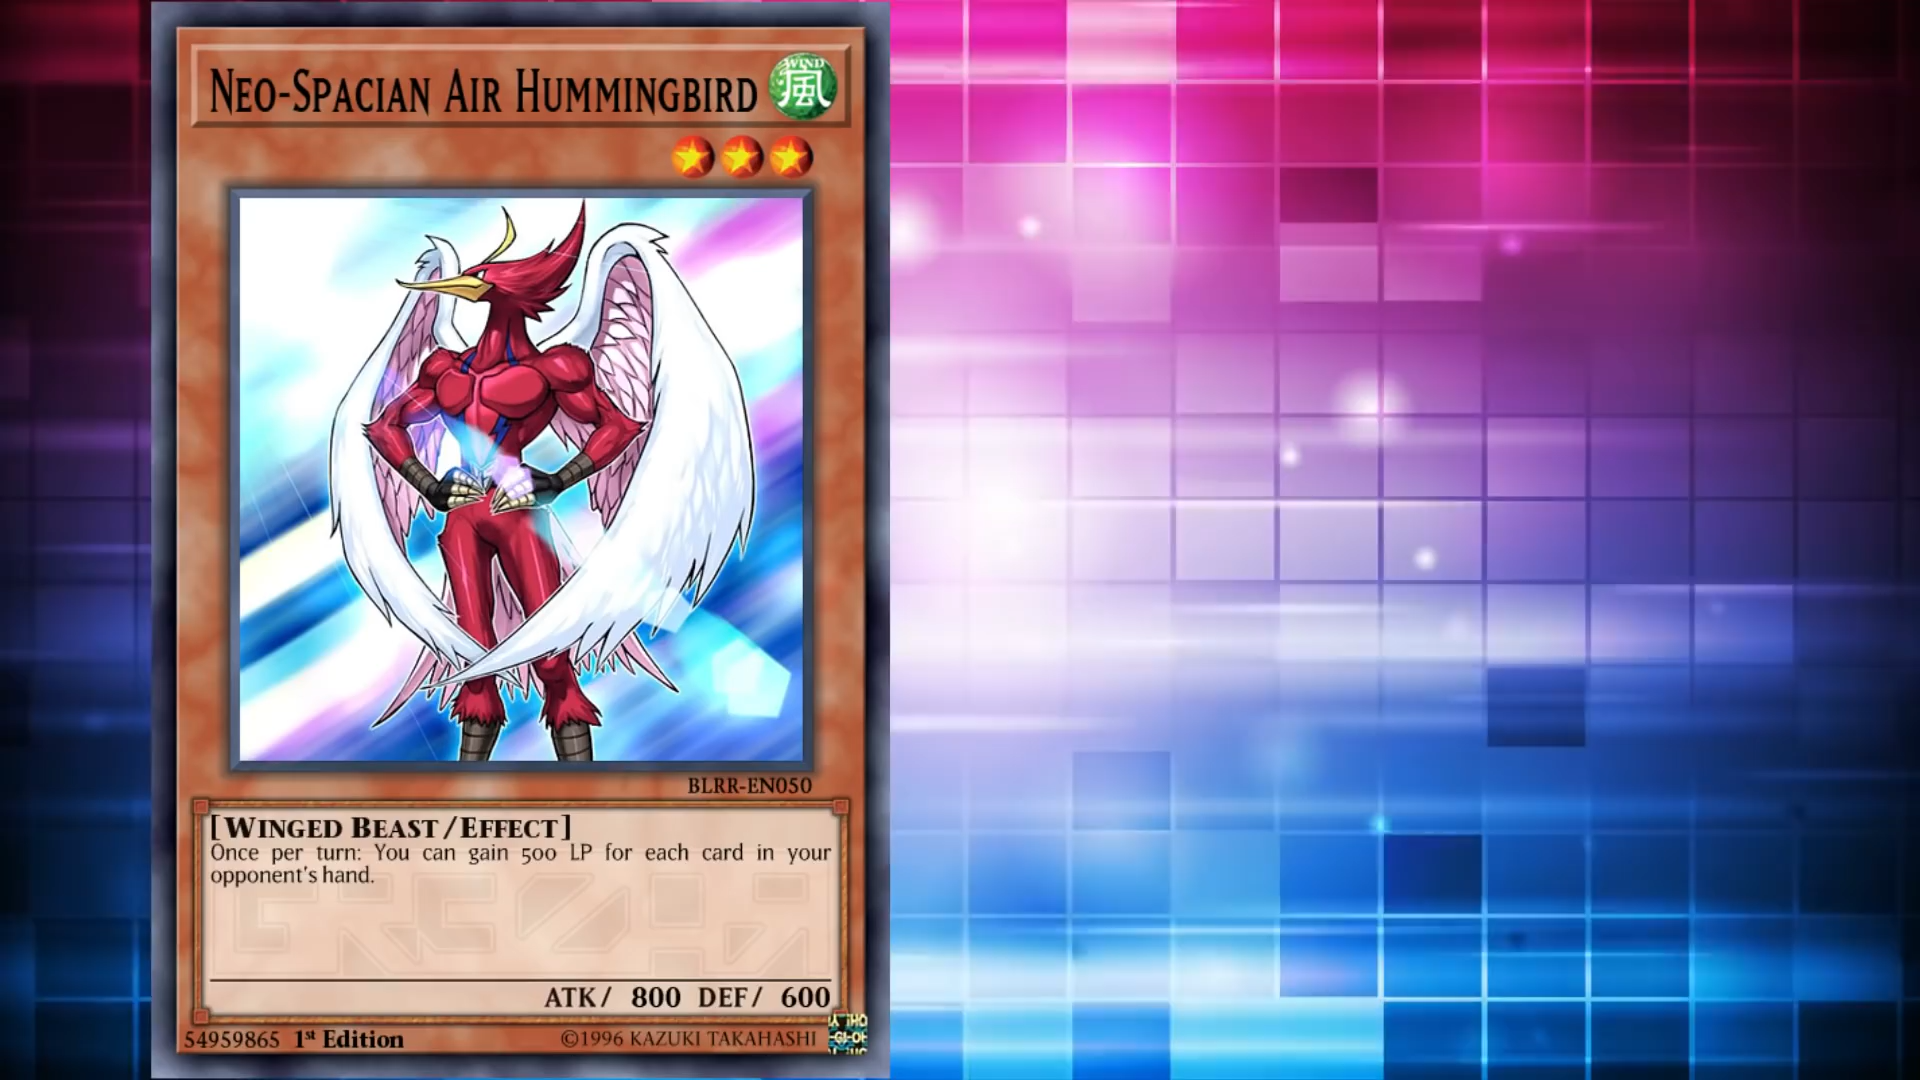 Neo-Spacian Air Hummingbird
WIND
風
BLRR-EN050
[Winged Beast/Effect]
Once per turn: You can gain 500 LP for each card in your
opponent's hand.
ATK/ 800 DEF/ 600
54959865 1st Edition ©1996 KAZUKI TAKAHASHI